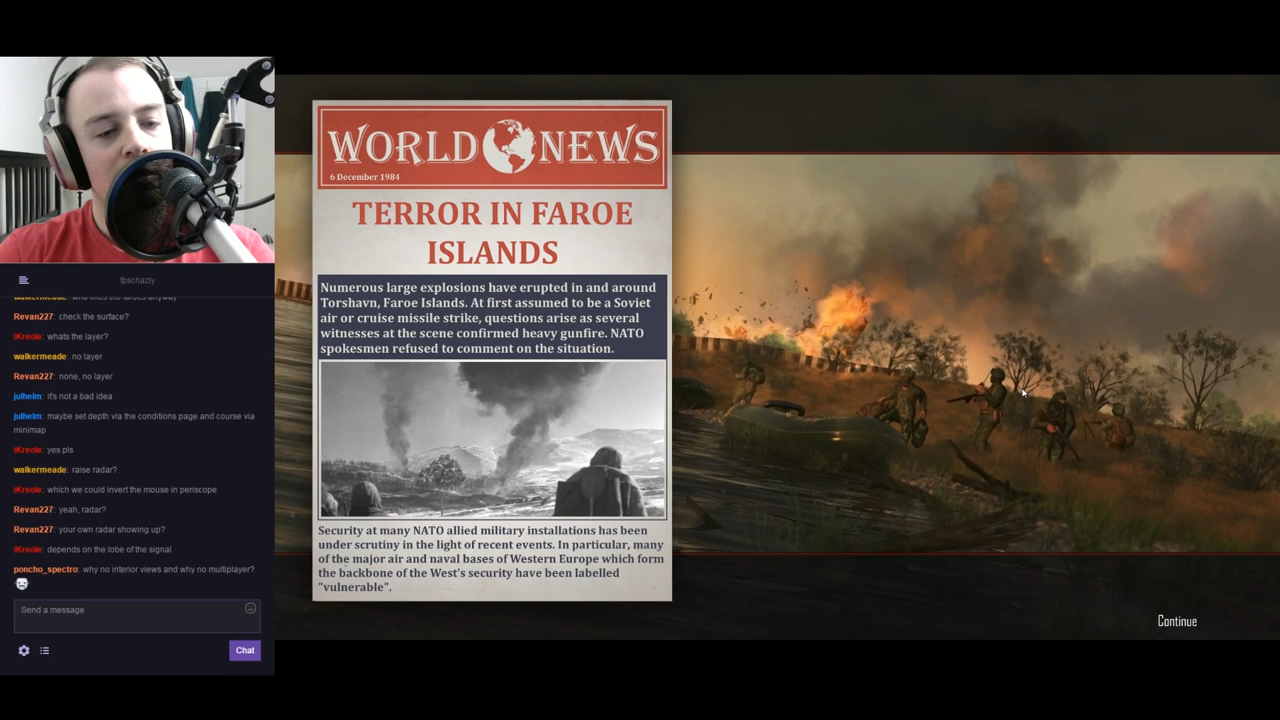 fpschazly
walkermeade: who likes the faroes anyway
Revan227: check the surface?
iKreole: whats the layer?
walkermeade: no layer
Revan227: none, no layer
julhelm: it's not a bad idea
julhelm: maybe set depth via the conditions page and course via
minimap
iKreole: yes pls
walkermeade: raise radar?
iKreole: which we could invert the mouse in periscope
Revan227: yeah, radar?
Revan227: your own radar showing up?
iKreole: depends on the lobe of the signal
poncho_spectro: why no interior views and why no multiplayer?
Send a message
Chat
WORLD NEWS
6 December 1984
TERROR IN FAROE
ISLANDS
Numerous large explosions have erupted in and around
Torshavn, Faroe Islands. At first assumed to be a Soviet
air or cruise missile strike, questions arise as several
witnesses at the scene confirmed heavy gunfire. NATO
spokesmen refused to comment on the situation.
Security at many NATO allied military installations has been
under scrutiny in the light of recent events. In particular, many
of the major air and naval bases of Western Europe which form
the backbone of the West's security have been labelled
"vulnerable".
Continue